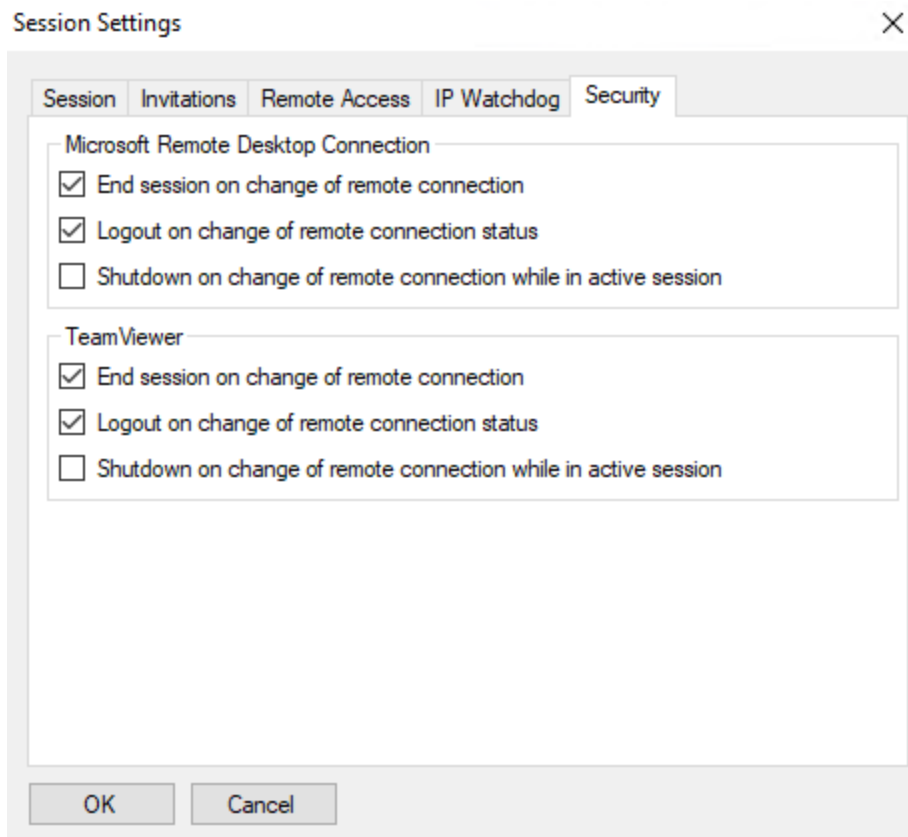 Session Settings
Session Invitations Remote Access IP Watchdog Security
Microsoft Remote Desktop Connection
End session on change of remote connection
Logout on change of remote connection status
Shutdown on change of remote connection while in active session
TeamViewer
End session on change of remote connection
Logout on change of remote connection status
Shutdown on change of remote connection while in active session
OK Cancel